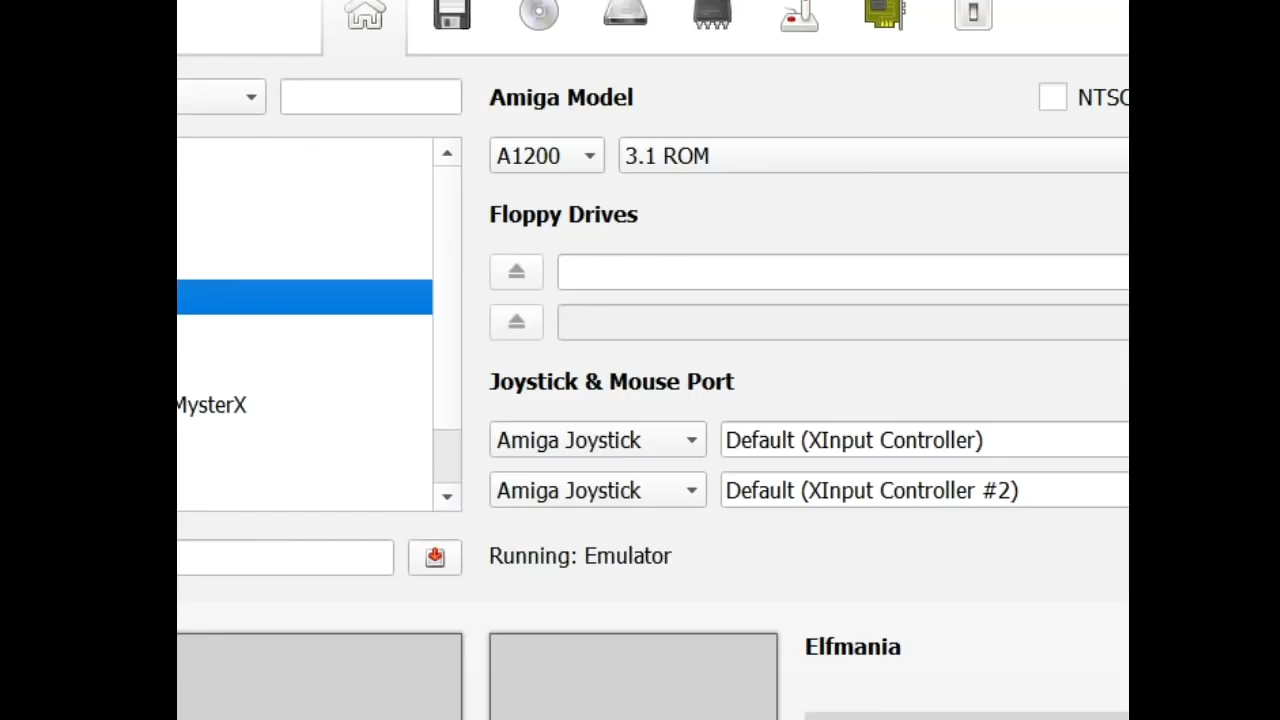 Amiga Model
NTSC
A1200
3.1 ROM
Floppy Drives
Joystick & Mouse Port
MysterX
Amiga Joystick
Default (XInput Controller)
Amiga Joystick
Default (XInput Controller #2)
Running: Emulator
Elfmania